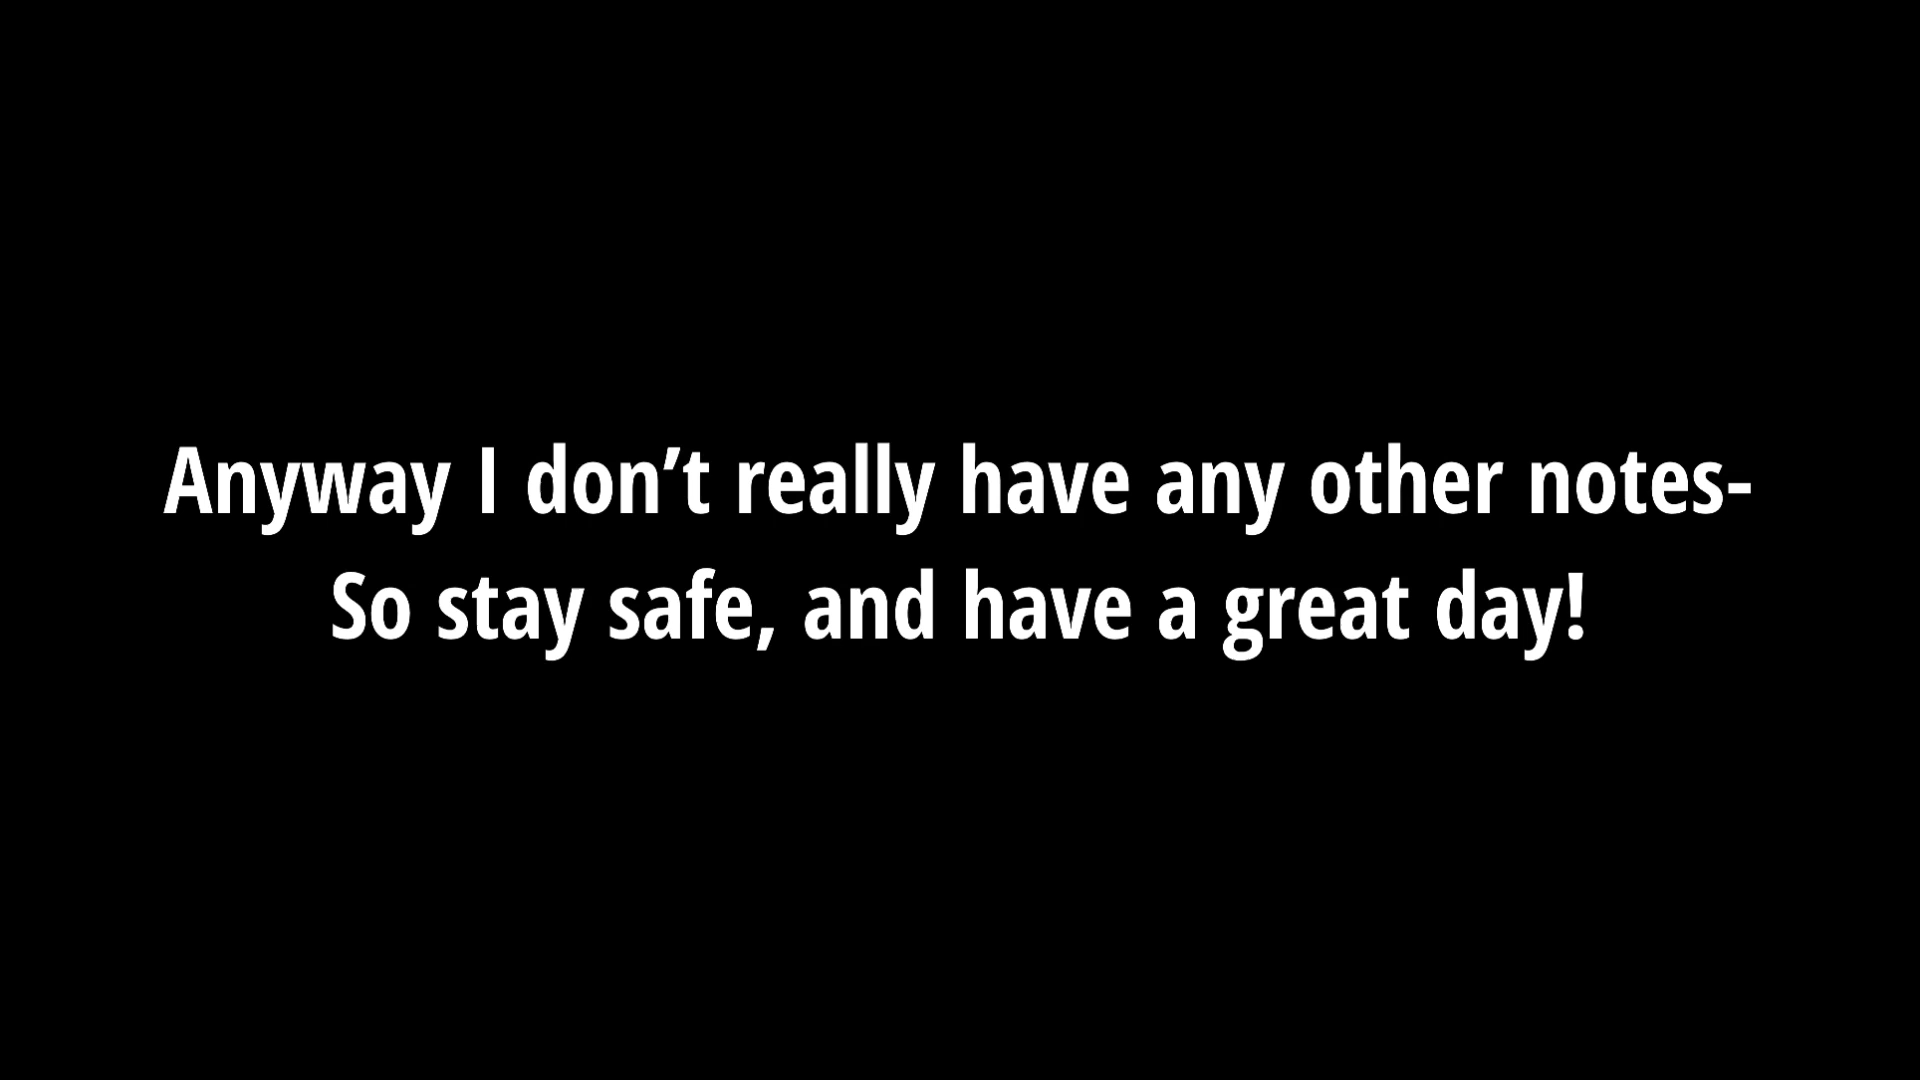 Anyway I don’t really have any other notes-
So stay safe, and have a great day!